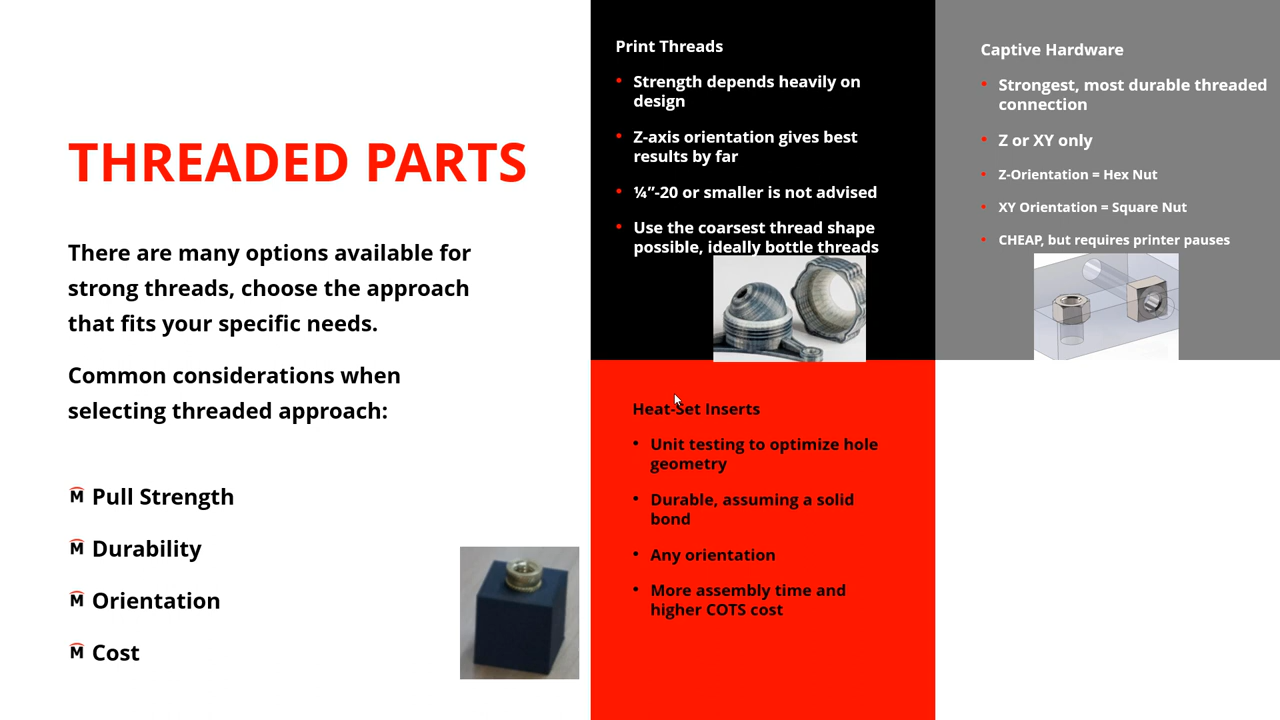 THREADED PARTS
There are many options available for
strong threads, choose the approach
that fits your specific needs.
Common considerations when
selecting threaded approach:
M Pull Strength
M Durability
M Orientation
M Cost
Print Threads
• Strength depends heavily on
design
• Z-axis orientation gives best
results by far
• ¼”-20 or smaller is not advised
• Use the coarsest thread shape
possible, ideally bottle threads
Captive Hardware
• Strongest, most durable threaded
connection
• Z or XY only
• Z-Orientation = Hex Nut
• XY Orientation = Square Nut
• CHEAP, but requires printer pauses
Heat-Set Inserts
• Unit testing to optimize hole
geometry
• Durable, assuming a solid
bond
• Any orientation
• More assembly time and
higher COTS cost